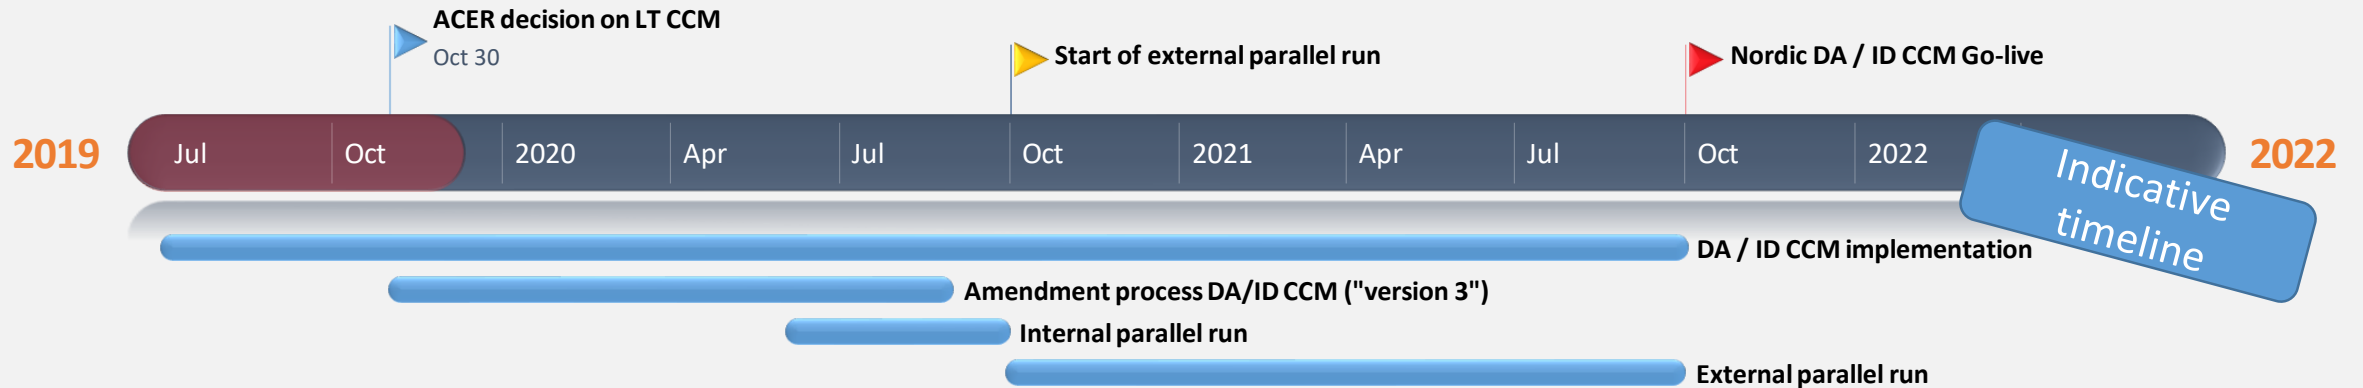 ACER decision on LT CCM
Oct 30
Start of external parallel run
Nordic DA / ID CCM Go-live
2019
Jul
Oct
2020
Apr
Jul
Oct
2021
Apr
Jul
Oct
2022
2022
Indicative
timeline
DA / ID CCM implementation
Amendment process DA/ID CCM ("version 3")
Internal parallel run
External parallel run